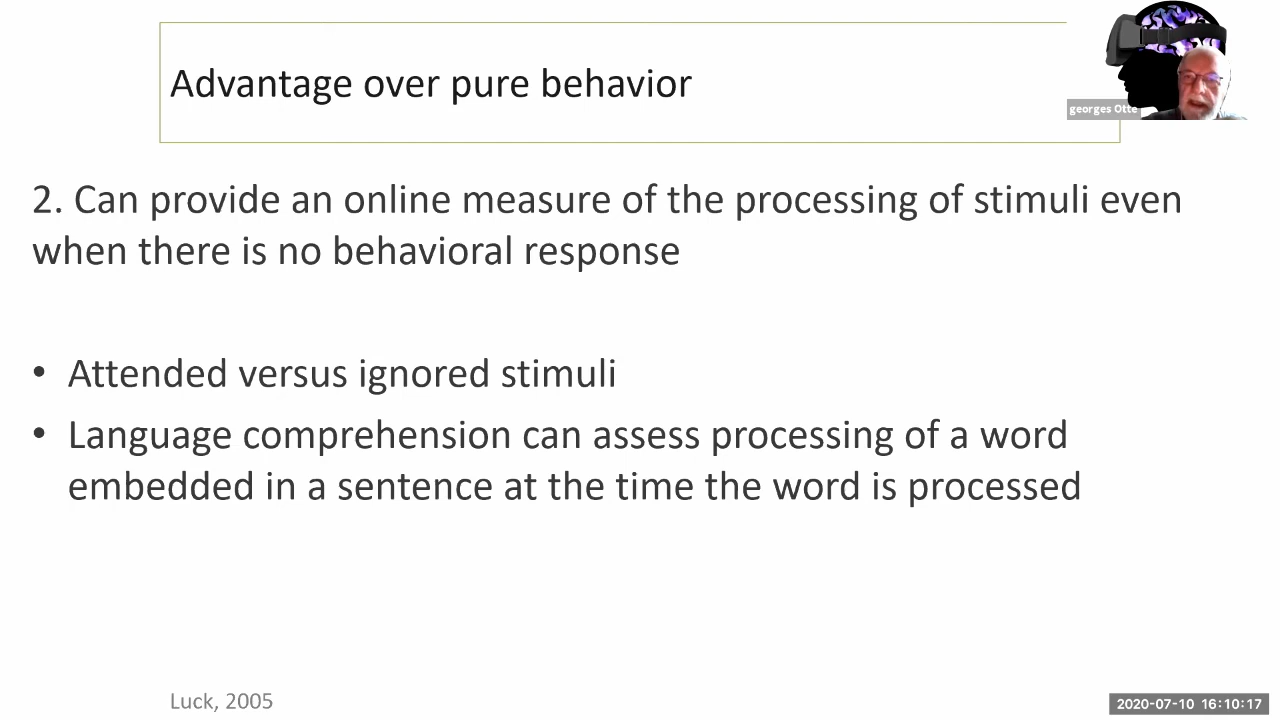 Advantage over pure behavior
georges Otte
2. Can provide an online measure of the processing of stimuli even
when there is no behavioral response
• Attended versus ignored stimuli
• Language comprehension can assess processing of a word
embedded in a sentence at the time the word is processed
Luck, 2005
2020-07-10 16:10:17